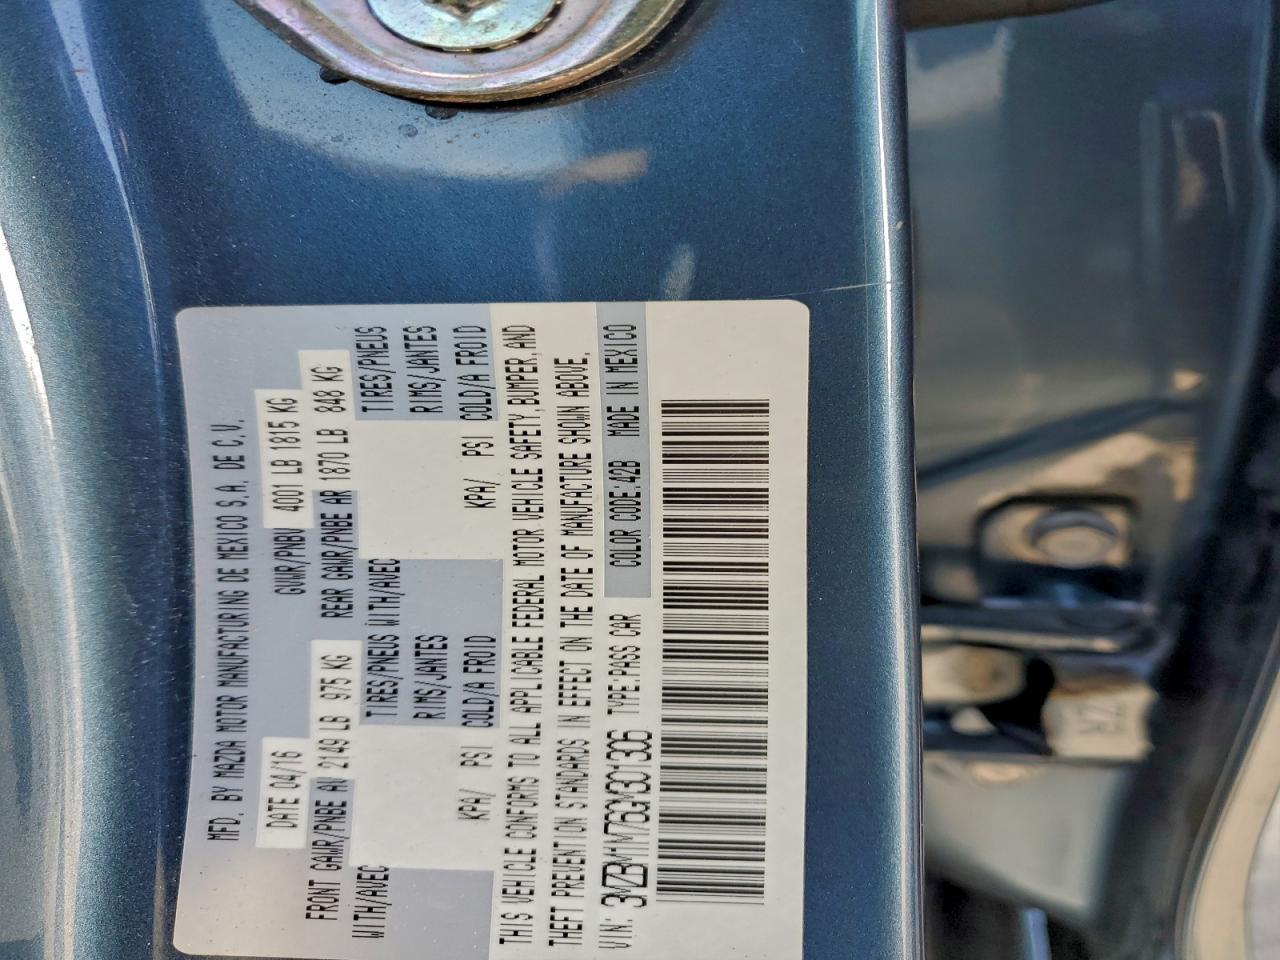 MFD. BY MAZDA MOTOR MANUFACTURING DE MEXICO S.A. DE C.V.
DATE 04/16 GVWR/PNBV 4001 LB 1815 KG
FRONT GAWR/PNBE AV 2149 LB 975 KG REAR GAWR/PNBE AR 1870 LB 848 KG
WITH/AVEC TIRES/PNEUS WITH/AVEC TIRES/PNEUS
RIMS/JANTES RIMS/JANTES
KPA/ PSI COLD/A FROID KPA/ PSI COLD/A FROID
THIS VEHICLE CONFORMS TO ALL APPLICABLE FEDERAL MOTOR VEHICLE SAFETY, BUMPER, AND
THEFT PREVENTION STANDARDS IN EFFECT ON THE DATE OF MANUFACTURE SHOWN ABOVE.
VIN: 3MZBM1M76GM301306 TYPE:PASS CAR COLOR CODE:42B MADE IN MEXICO